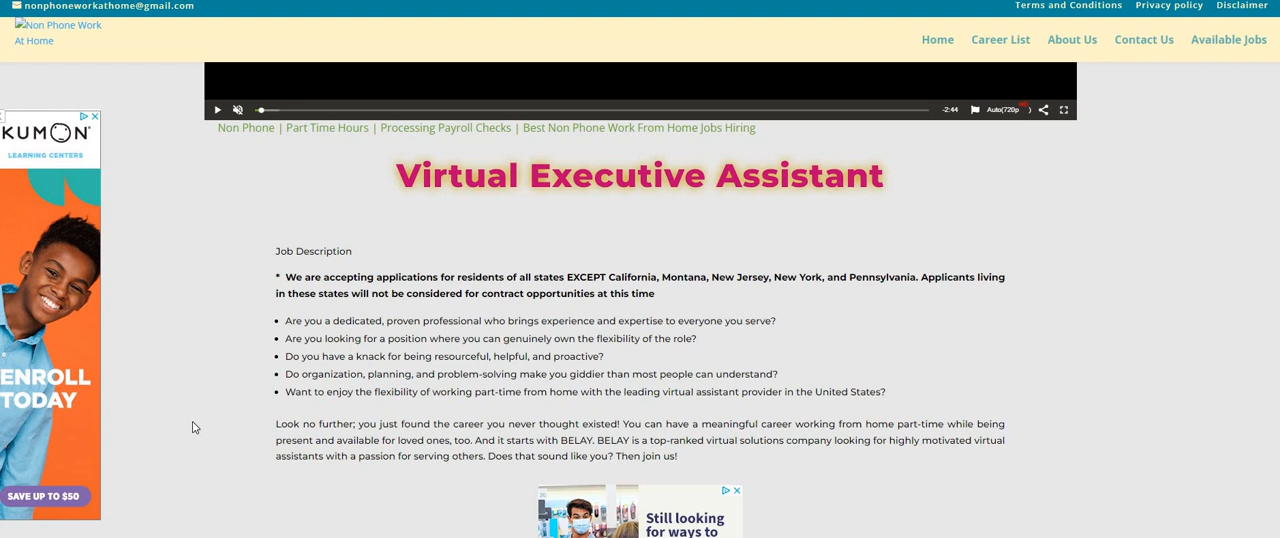 nonphoneworkathome@gmail.com
Terms and Conditions Privacy policy Disclaimer
Non Phone Work
At Home
Home Career List About Us Contact Us Available Jobs
-2:44 Auto(720p HD)
Non Phone | Part Time Hours | Processing Payroll Checks | Best Non Phone Work From Home Jobs Hiring
Virtual Executive Assistant
KUMON
LEARNING CENTERS
ENROLL
TODAY
SAVE UP TO $50
Job Description
* We are accepting applications for residents of all states EXCEPT California, Montana, New Jersey, New York, and Pennsylvania. Applicants living
in these states will not be considered for contract opportunities at this time
• Are you a dedicated, proven professional who brings experience and expertise to everyone you serve?
• Are you looking for a position where you can genuinely own the flexibility of the role?
• Do you have a knack for being resourceful, helpful, and proactive?
• Do organization, planning, and problem-solving make you giddier than most people can understand?
• Want to enjoy the flexibility of working part-time from home with the leading virtual assistant provider in the United States?
Look no further; you just found the career you never thought existed! You can have a meaningful career working from home part-time while being
present and available for loved ones, too. And it starts with BELAY. BELAY is a top-ranked virtual solutions company looking for highly motivated virtual
assistants with a passion for serving others. Does that sound like you? Then join us!
Still looking
for ways to